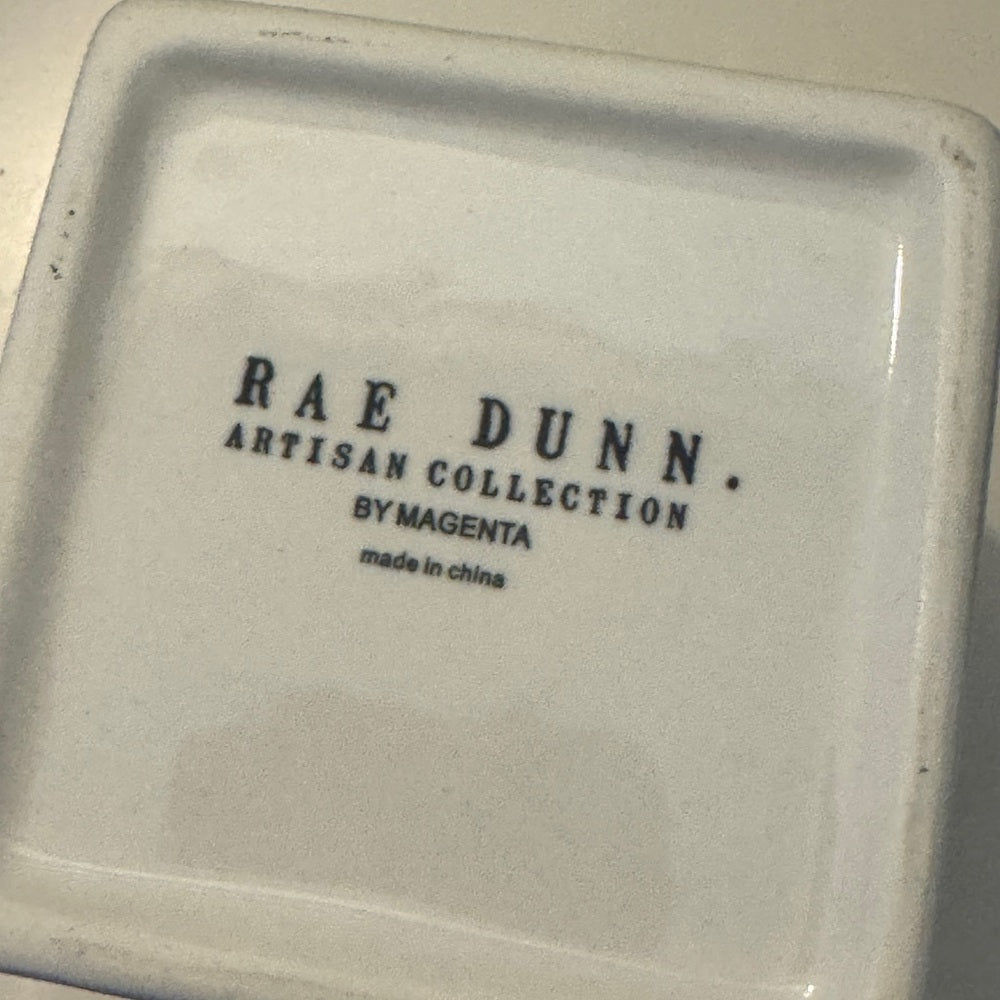 RAE DUNN.
ARTISAN COLLECTION
BY MAGENTA
made in china